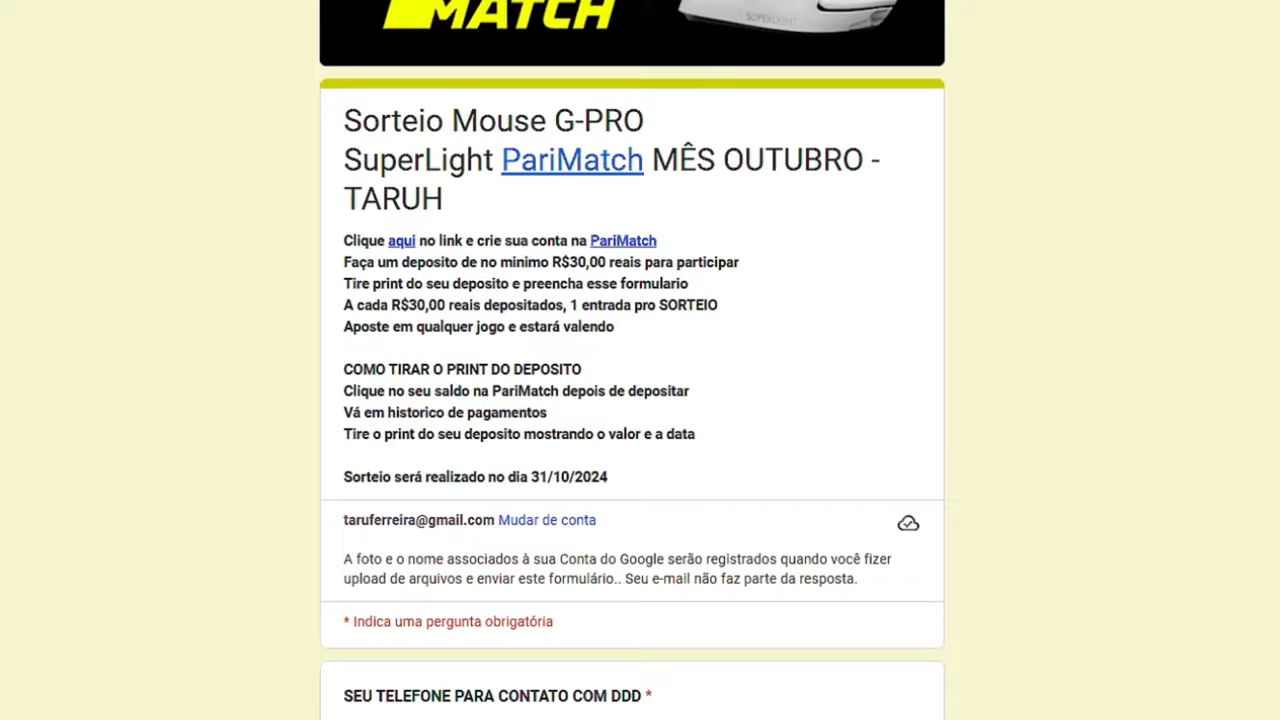 MATCH
SUPERLIGHT
Sorteio Mouse G-PRO
SuperLight PariMatch MÊS OUTUBRO -
TARUH
Clique aqui no link e crie sua conta na PariMatch
Faça um deposito de no minimo R$30,00 reais para participar
Tire print do seu deposito e preencha esse formulario
A cada R$30,00 reais depositados, 1 entrada pro SORTEIO
Aposte em qualquer jogo e estará valendo
COMO TIRAR O PRINT DO DEPOSITO
Clique no seu saldo na PariMatch depois de depositar
Vá em historico de pagamentos
Tire o print do seu deposito mostrando o valor e a data
Sorteio será realizado no dia 31/10/2024
taruferreira@gmail.com Mudar de conta
A foto e o nome associados à sua Conta do Google serão registrados quando você fizer
upload de arquivos e enviar este formulário.. Seu e-mail não faz parte da resposta.
* Indica uma pergunta obrigatória
SEU TELEFONE PARA CONTATO COM DDD *